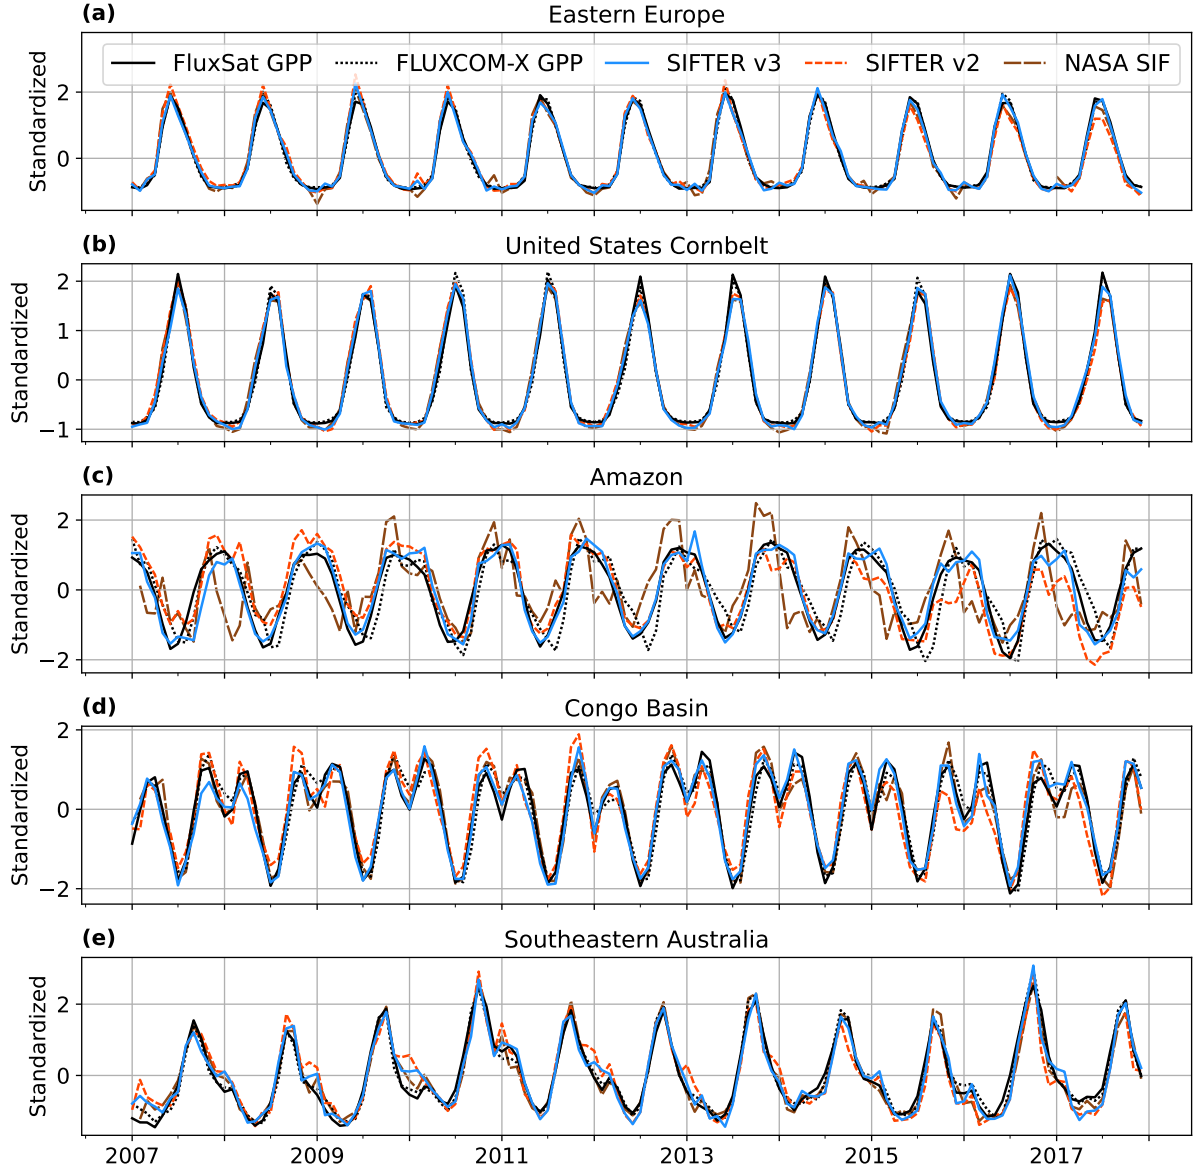 (a) Eastern Europe
FluxSat GPP FLUXCOM-X GPP SIFTER v3 SIFTER v2 NASA SIF
Standardized
2
0
(b) United States Cornbelt
Standardized
2
1
0
−1
(c) Amazon
Standardized
2
0
−2
(d) Congo Basin
Standardized
2
0
−2
(e) Southeastern Australia
Standardized
2
0
2007 2009 2011 2013 2015 2017